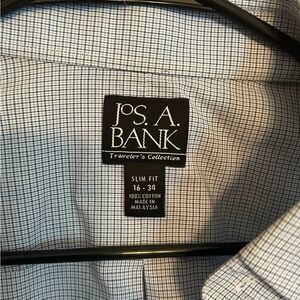 JOS. A.
BANK
Traveler's Collection
SLIM FIT
16 - 34
100% COTTON
MADE IN
MALAYSIA